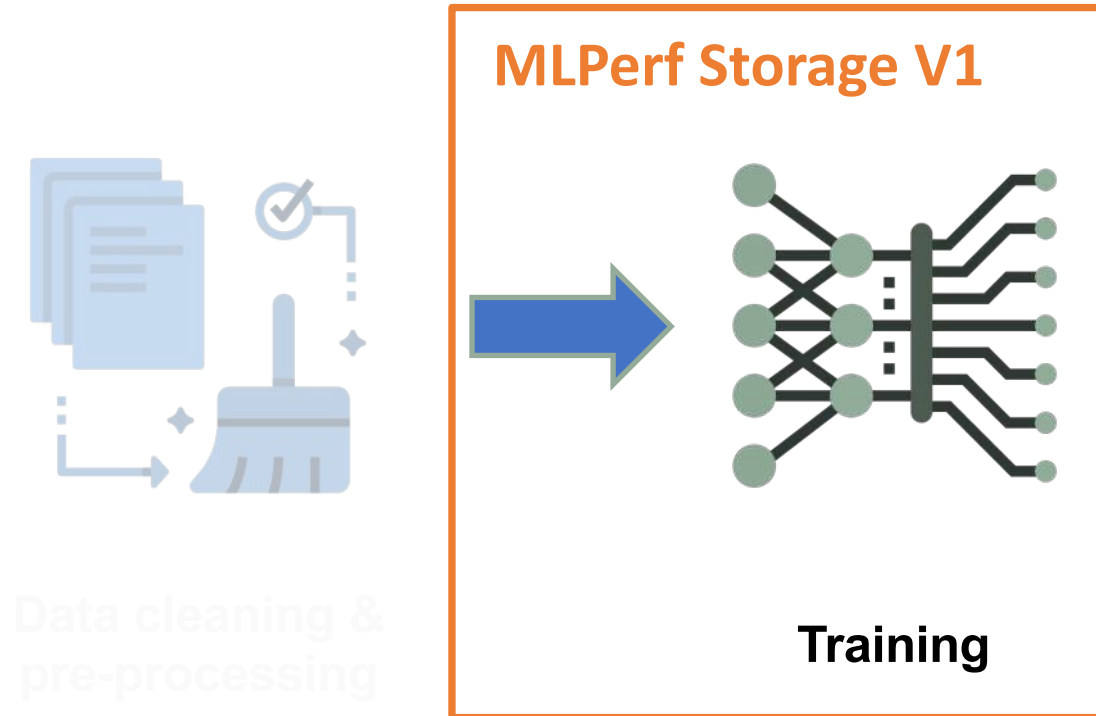 MLPerf Storage V1
Data cleaning &
pre-processing
Training